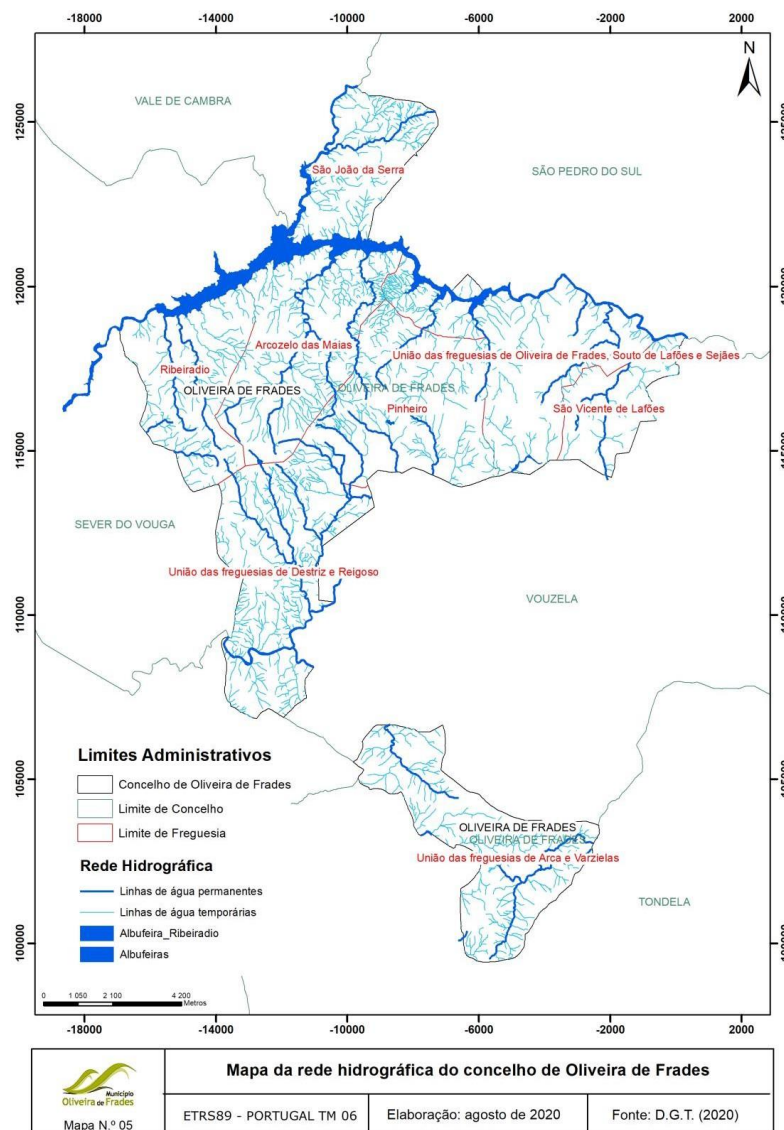 -18000 -14000 -10000 -6000 -2000 2000
N
VALE DE CAMBRA
125000
São João da Serra
SÃO PEDRO DO SUL
120000
Arcozelo das Maias
União das freguesias de Oliveira de Frades, Souto de Lafões e Sejães
Ribeiradio
OLIVEIRA DE FRADES
OLIVEIRA DE FRADES
Pinheiro
São Vicente de Lafões
115000
SEVER DO VOUGA
União das freguesias de Destriz e Reigoso
VOUZELA
110000
Limites Administrativos
Concelho de Oliveira de Frades
Limite de Concelho
Limite de Freguesia
105000
OLIVEIRA DE FRADES
OLIVEIRA DE FRADES
União das freguesias de Arca e Varzielas
TONDELA
Rede Hidrográfica
Linhas de água permanentes
Linhas de água temporárias
Albufeira_Ribeiradio
Albufeiras
100000
0 1 050 2 100 4 200
Metros
-18000 -14000 -10000 -6000 -2000 2000
Município
Oliveira de Frades
Mapa N.º 05
Mapa da rede hidrográfica do concelho de Oliveira de Frades
ETRS89 - PORTUGAL TM 06
Elaboração: agosto de 2020
Fonte: D.G.T. (2020)